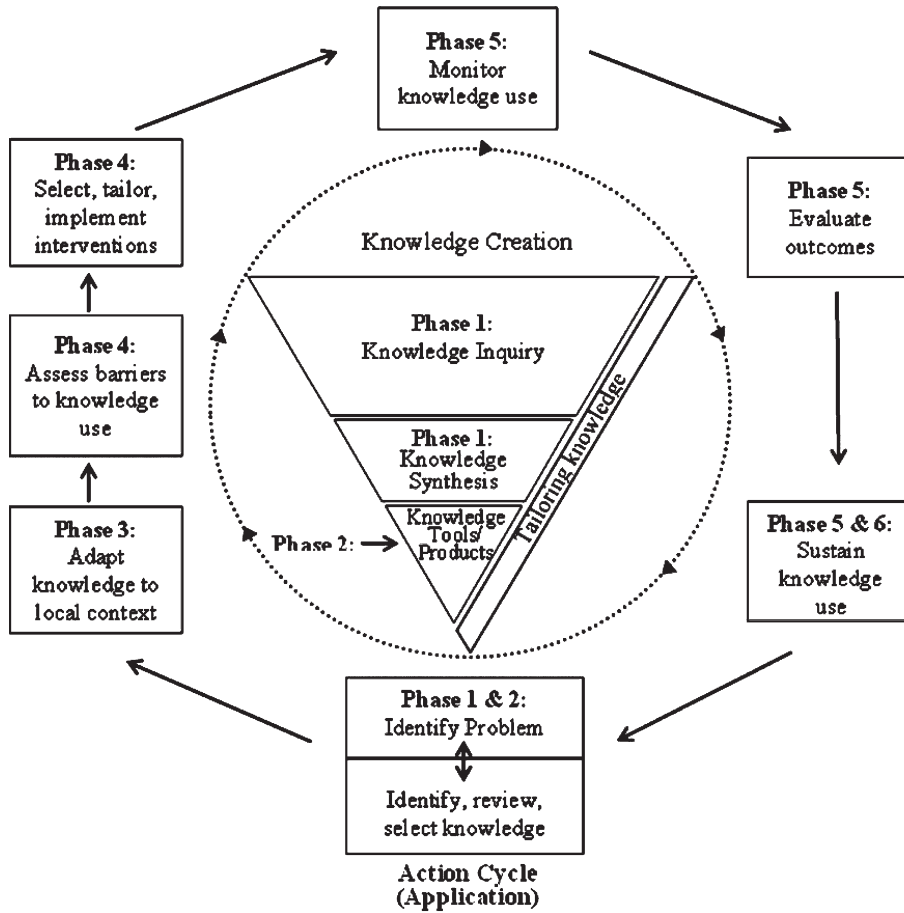 Phase 5:
Monitor
knowledge use
Phase 4:
Select, tailor,
implement
interventions
Phase 5:
Evaluate
outcomes
Knowledge Creation
Phase 1:
Knowledge Inquiry
Phase 4:
Assess barriers
to knowledge
use
Tailoring knowledge
Phase 1:
Knowledge
Synthesis
Knowledge
Tools/
Products
Phase 2:
Phase 3:
Adapt
knowledge to
local context
Phase 5 & 6:
Sustain
knowledge
use
Phase 1 & 2:
Identify Problem
Identify, review,
select knowledge
Action Cycle
(Application)